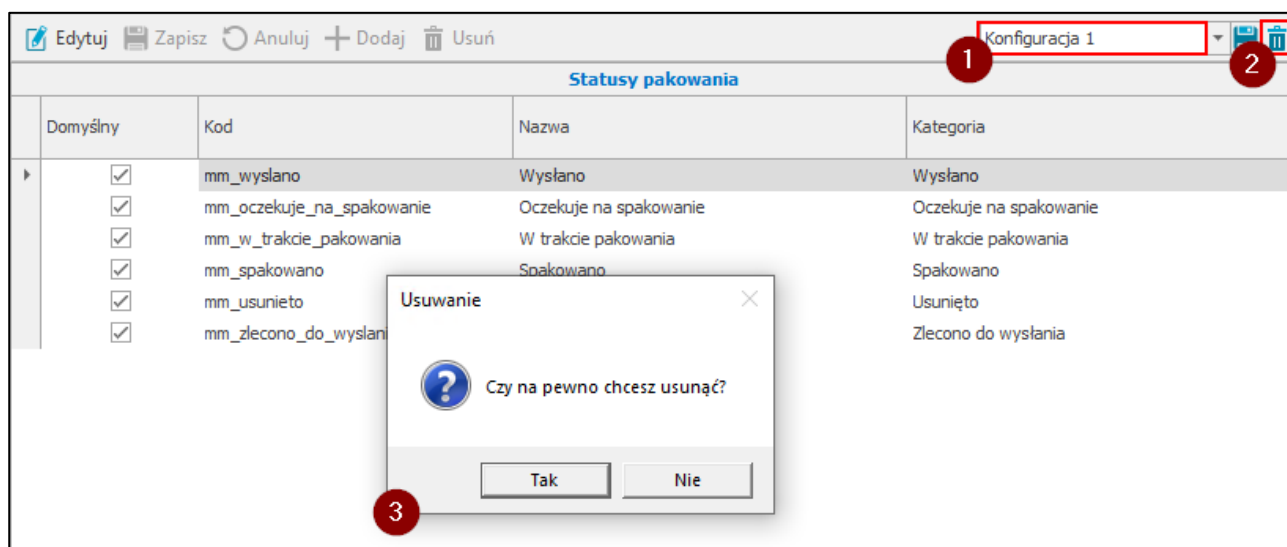 Edytuj Zapisz Anuluj Dodaj Usuń Konfiguracja 1
1 2
Statusy pakowania
Domyślny Kod Nazwa Kategoria
mm_wyslano Wysłano Wysłano
mm_oczekuje_na_spakowanie Oczekuje na spakowanie Oczekuje na spakowanie
mm_w_trakcie_pakowania W trakcie pakowania W trakcie pakowania
mm_spakowano Spakowano Spakowano
mm_usunieto Usunięto
mm_zlecono_do_wyslani Zlecono do wysłania
Usuwanie
Czy na pewno chcesz usunąć?
Tak Nie
3